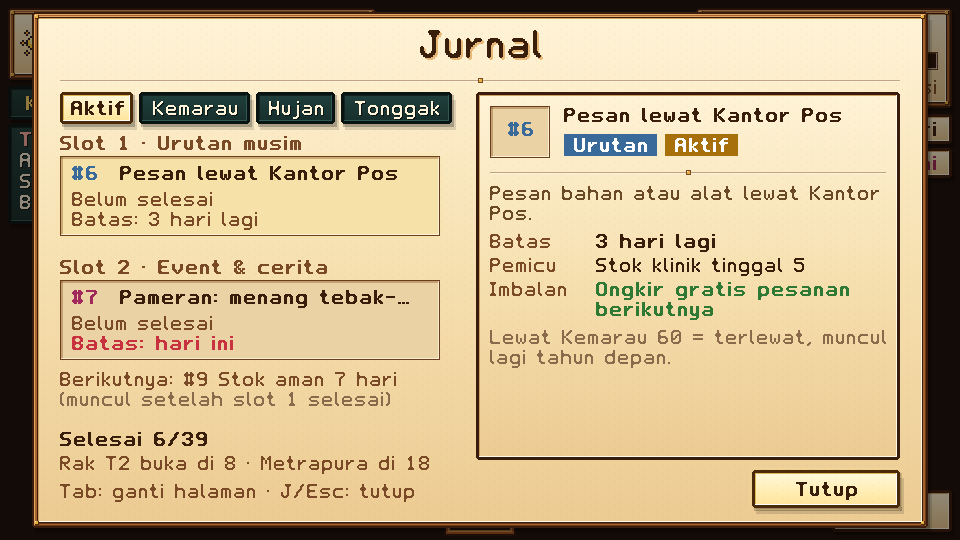 Jurnal
Aktif Kemarau Hujan Tonggak
Slot 1 · Urutan musim
#6 Pesan lewat Kantor Pos
Belum selesai
Batas: 3 hari lagi
Slot 2 · Event & cerita
#7 Pameran: menang tebak-…
Belum selesai
Batas: hari ini
Berikutnya: #9 Stok aman 7 hari
(muncul setelah slot 1 selesai)
Selesai 6/39
Rak T2 buka di 8 · Metrapura di 18
Tab: ganti halaman · J/Esc: tutup
#6
Pesan lewat Kantor Pos
Urutan Aktif
Pesan bahan atau alat lewat Kantor
Pos.
Batas 3 hari lagi
Pemicu Stok klinik tinggal 5
Imbalan Ongkir gratis pesanan
berikutnya
Lewat Kemarau 60 = terlewat, muncul
lagi tahun depan.
Tutup